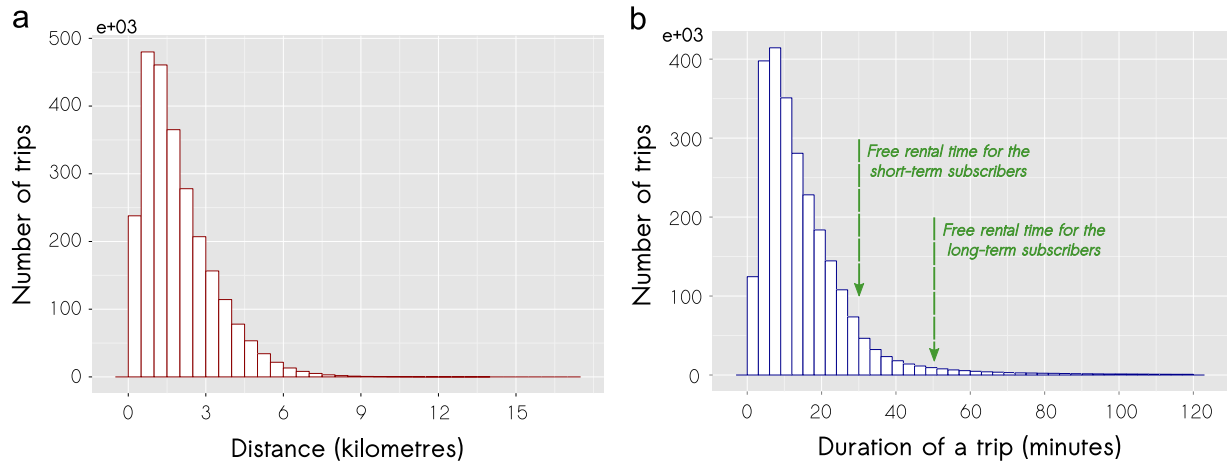 a
e+03
500
400
300
200
100
0
Number of trips
0 3 6 9 12 15
Distance (kilometres)
b
e+03
400
300
200
100
0
Number of trips
Free rental time for the
short-term subscribers
Free rental time for the
long-term subscribers
0 20 40 60 80 100 120
Duration of a trip (minutes)